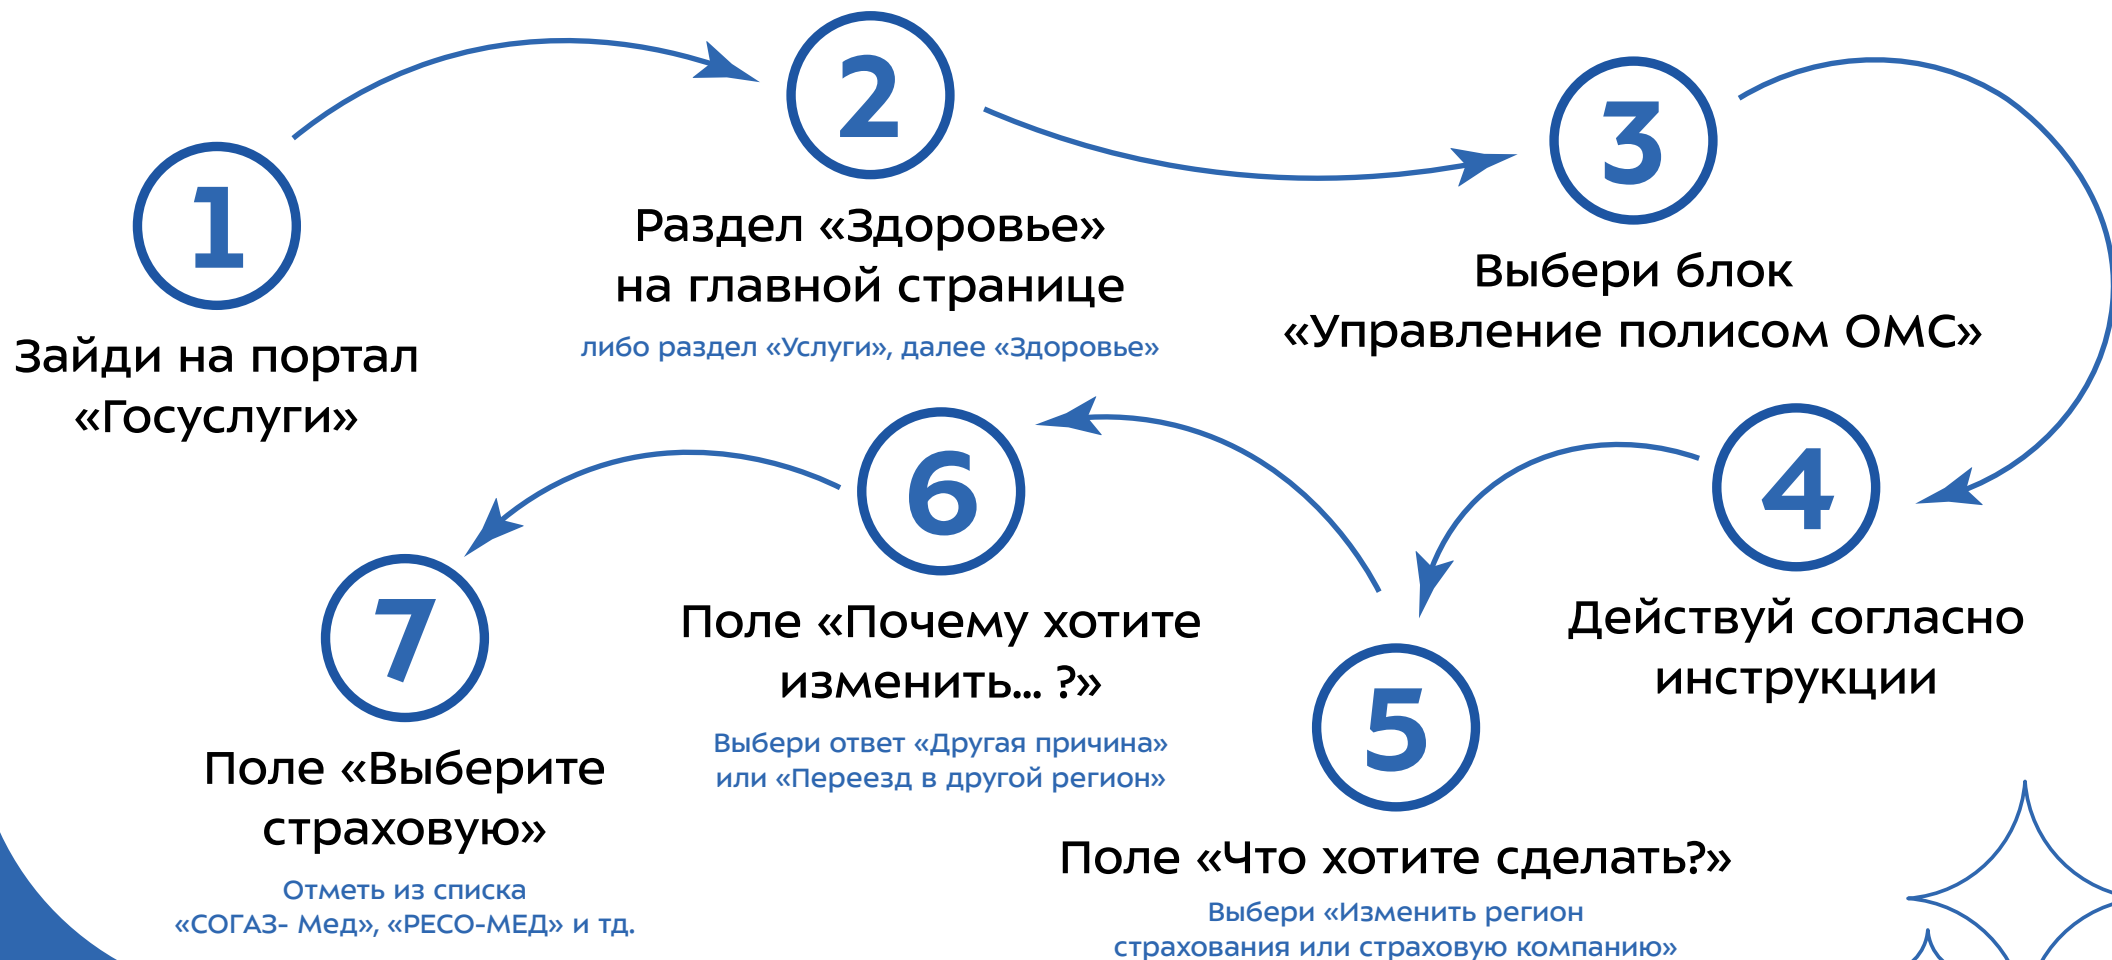 1
Зайди на портал
«Госуслуги»
2
Раздел «Здоровье»
на главной странице
либо раздел «Услуги», далее «Здоровье»
3
Выбери блок
«Управление полисом ОМС»
4
Действуй согласно
инструкции
5
Поле «Что хотите сделать?»
Выбери «Изменить регион
страхования или страховую компанию»
6
Поле «Почему хотите
изменить... ?»
Выбери ответ «Другая причина»
или «Переезд в другой регион»
7
Поле «Выберите
страховую»
Отметь из списка
«СОГАЗ- Мед», «РЕСО-МЕД» и тд.